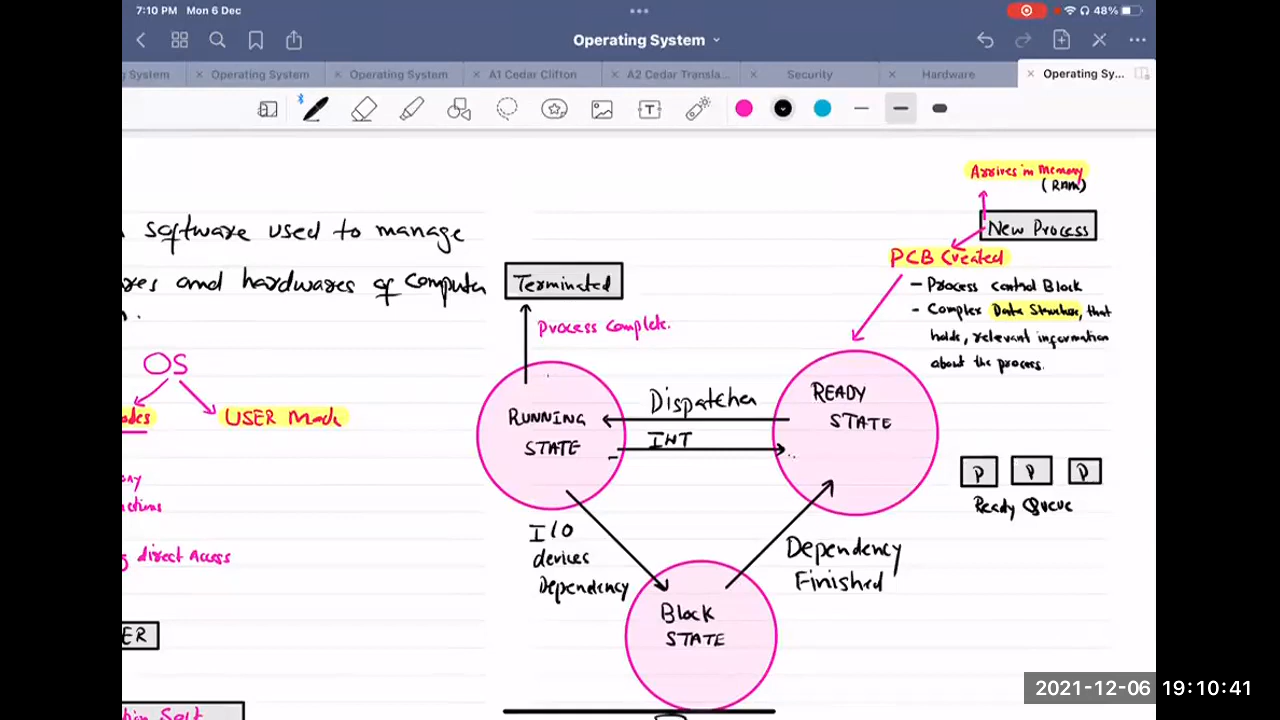 7:10 PM Mon 6 Dec
48%
Operating System
g System
Operating System
Operating System
A1 Cedar Clifton
A2 Cedar Transla...
Security
Hardware
Operating Sy...
Arrives in memory
(RAM)
New Process
PCB Created
- Process control Block
- Complex Data Structure, that
holds, relevant information
about the process.
software used to manage
and hardwares of Computer
Terminated
Process complete.
OS
USER Mode
RUNNING
STATE
Dispatcher
INT
READY
STATE
P P P
Ready Queue
direct Access
I/O
devices
Dependency
Dependency
Finished
Block
STATE
ER
Sort
2021-12-06 19:10:41